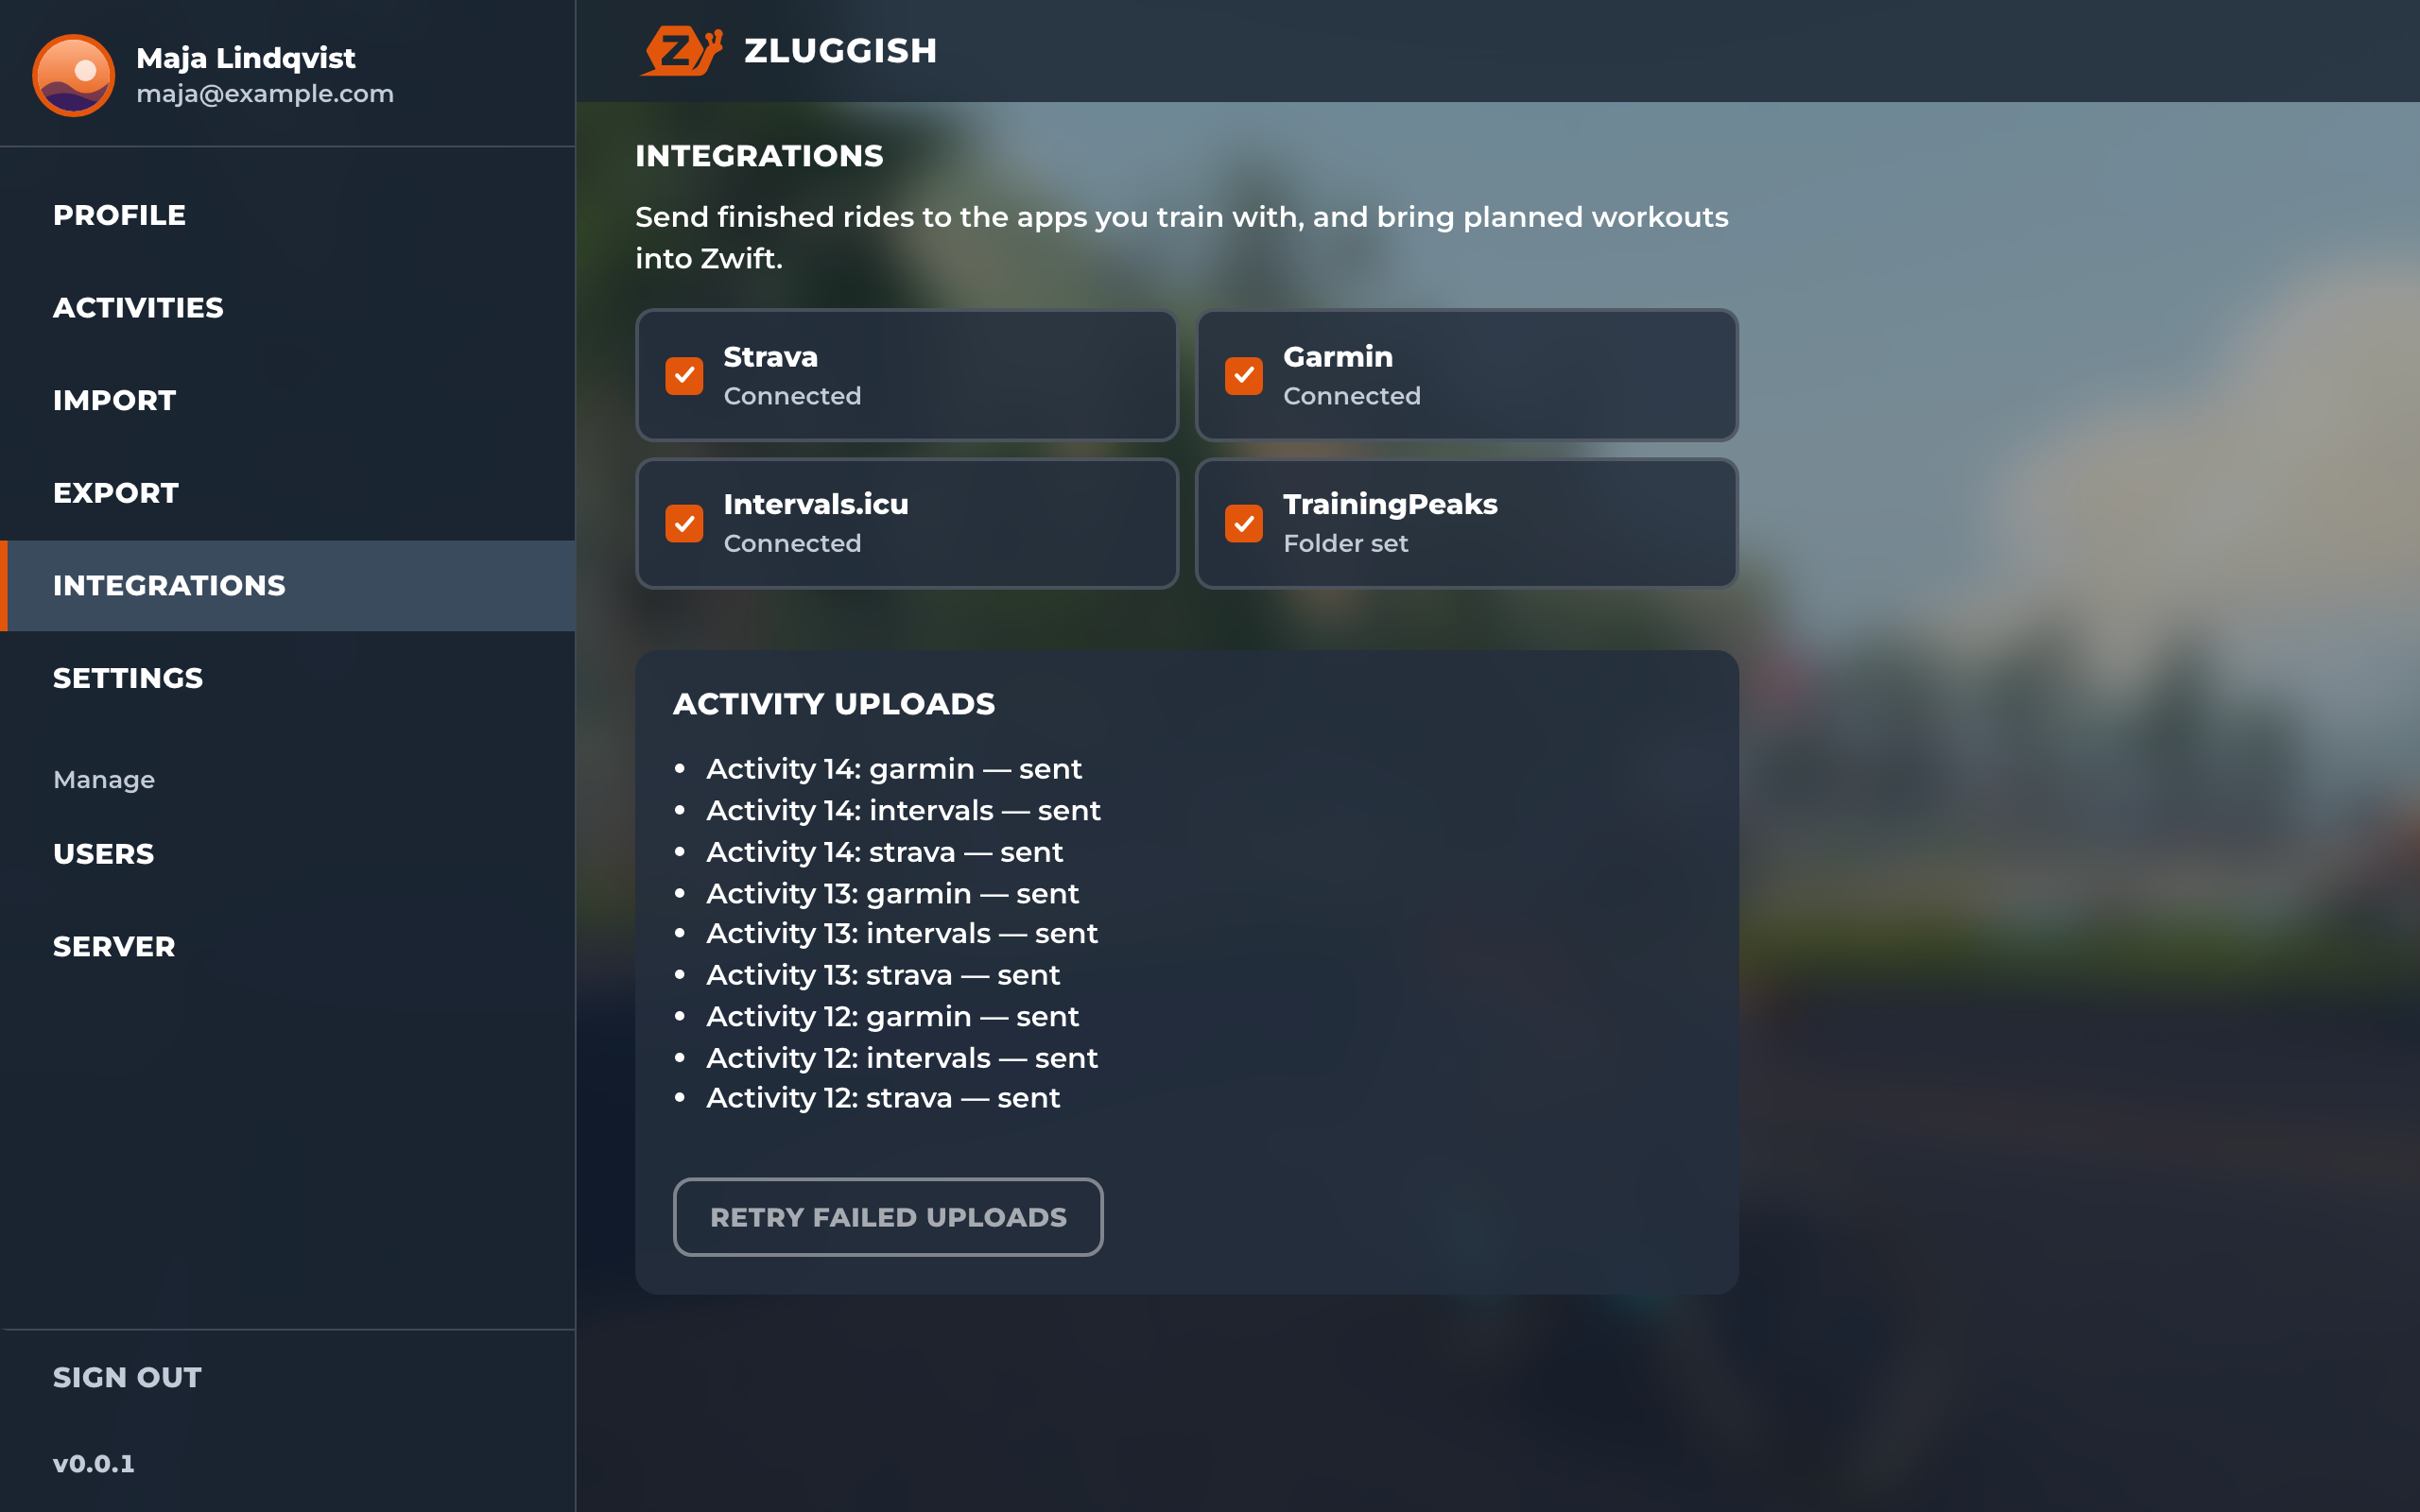 Maja Lindqvist
maja@example.com
PROFILE
ACTIVITIES
IMPORT
EXPORT
INTEGRATIONS
SETTINGS
Manage
USERS
SERVER
SIGN OUT
v0.0.1
ZLUGGISH
INTEGRATIONS
Send finished rides to the apps you train with, and bring planned workouts
into Zwift.
Strava
Connected
Garmin
Connected
Intervals.icu
Connected
TrainingPeaks
Folder set
ACTIVITY UPLOADS
• Activity 14: garmin — sent
• Activity 14: intervals — sent
• Activity 14: strava — sent
• Activity 13: garmin — sent
• Activity 13: intervals — sent
• Activity 13: strava — sent
• Activity 12: garmin — sent
• Activity 12: intervals — sent
• Activity 12: strava — sent
RETRY FAILED UPLOADS